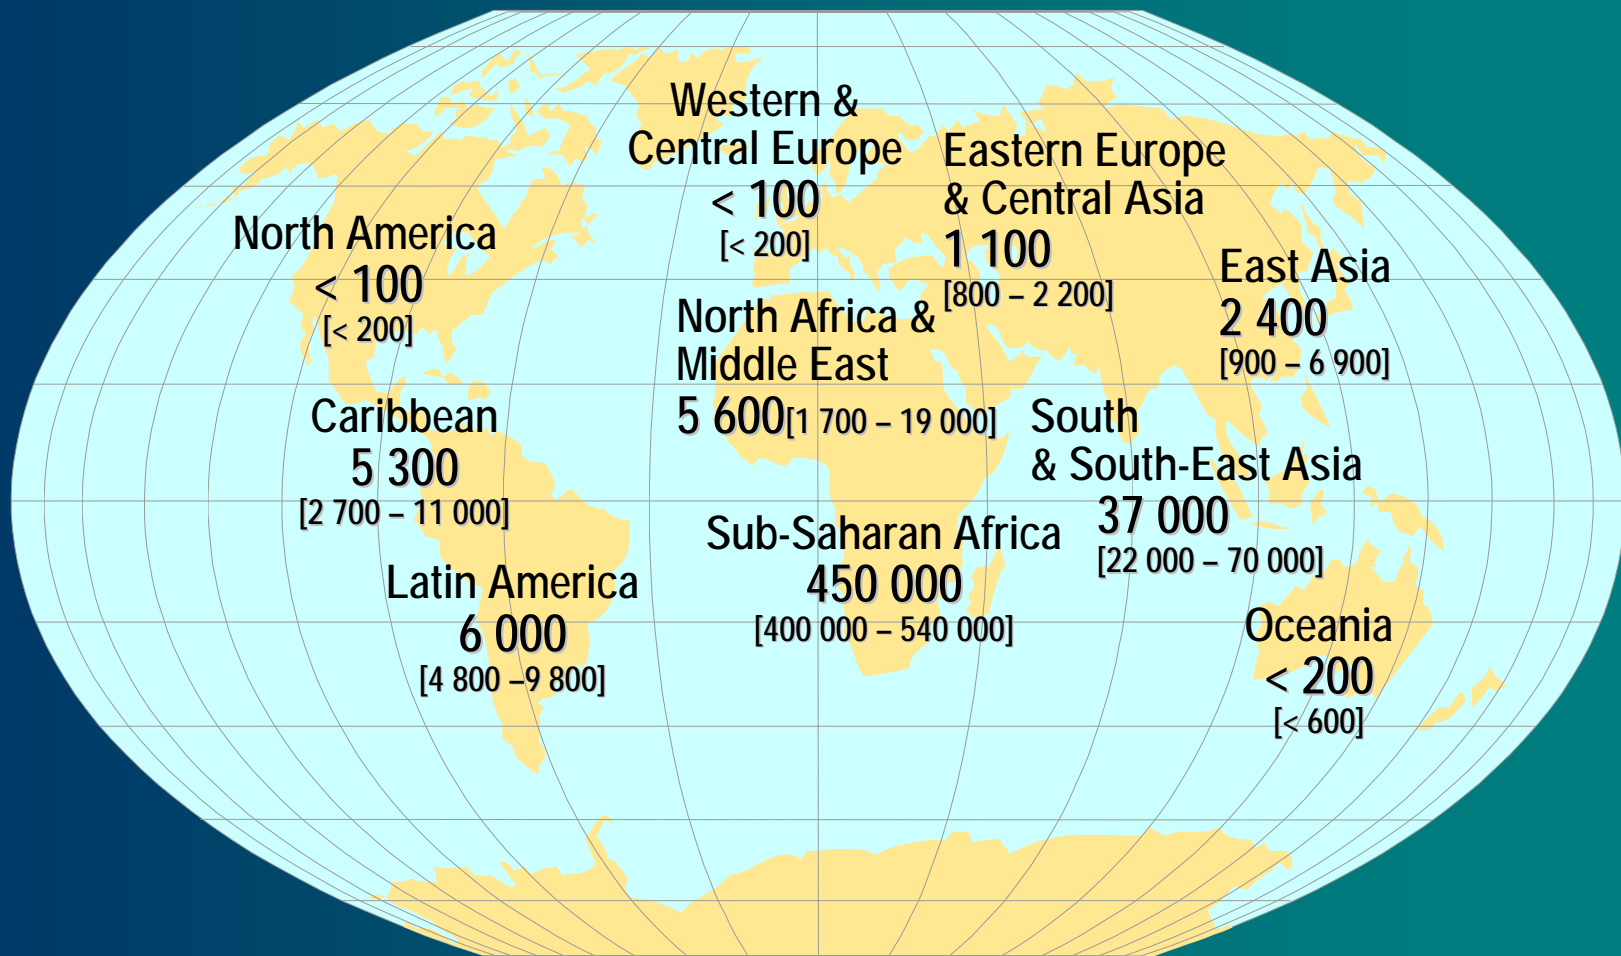 Western &
Central Europe
< 100
[< 200]
Eastern Europe
& Central Asia
1 100
[800 – 2 200]
North America
< 100
[< 200]
East Asia
2 400
[900 – 6 900]
North Africa &
Middle East
5 600[1 700 – 19 000]
Caribbean
5 300
[2 700 – 11 000]
South
& South-East Asia
37 000
[22 000 – 70 000]
Sub-Saharan Africa
450 000
[400 000 – 540 000]
Latin America
6 000
[4 800 –9 800]
Oceania
< 200
[< 600]